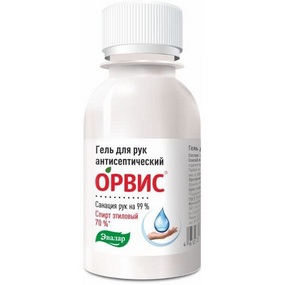 Гель для рук
антисептический
ОРВИС®
Санация рук на 99 %
Спирт этиловый
70 %*
Эвалар